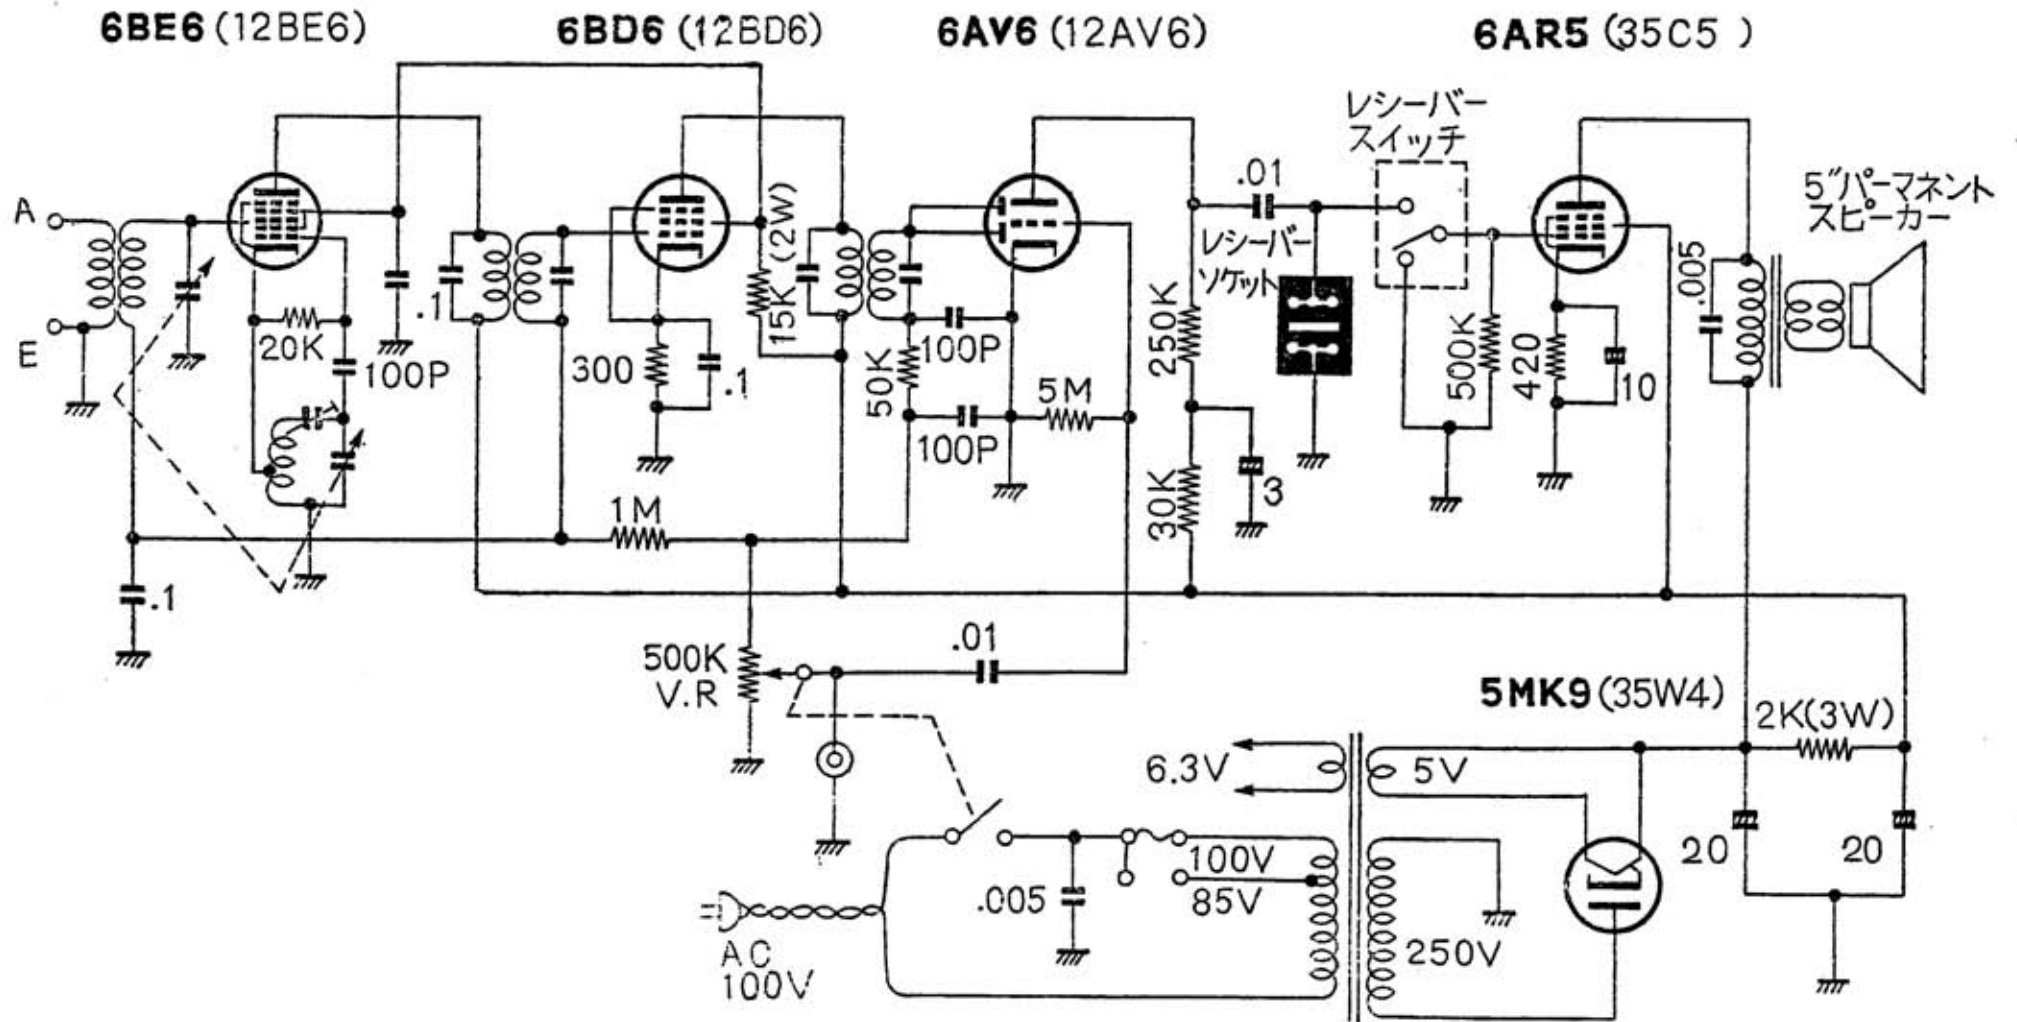 6BE6 (12BE6)
6BD6 (12BD6)
6AV6 (12AV6)
6AR5 (35C5 )
レシーバー
スイッチ
5"パーマネント
スピーカー
A
E
.01
レシーバー
ソケット
15K (2W)
.1
.005
20K
100P
300
.1
50K
100P
100P
5M
250K
30K
3
500K
420
10
1M
.1
500K
V.R
.01
5MK9 (35W4)
2K(3W)
6.3V
5V
20
20
100V
85V
.005
250V
AC
100V